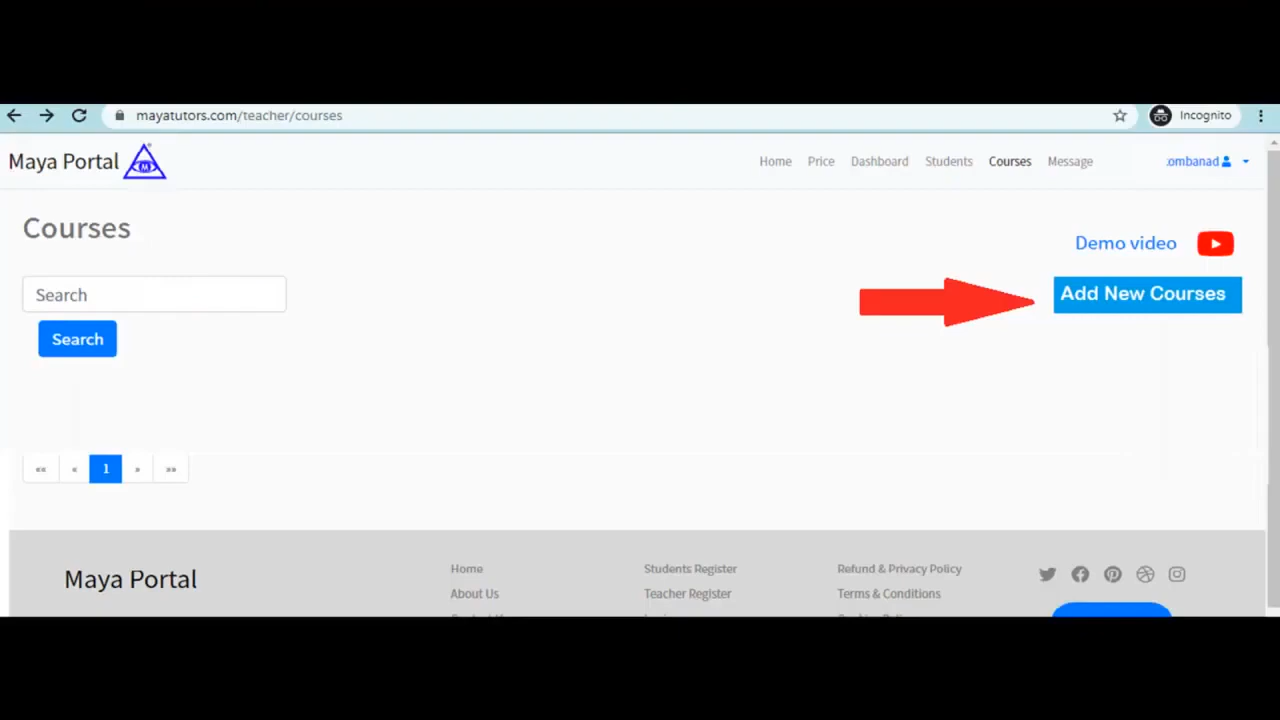 mayatutors.com/teacher/courses
Incognito
Maya Portal M
Home Price Dashboard Students Courses Message ombanad
Courses
Demo video
Search
Add New Courses
Search
«« « 1 » »»
Maya Portal
Home
About Us
Students Register
Teacher Register
Refund & Privacy Policy
Terms & Conditions